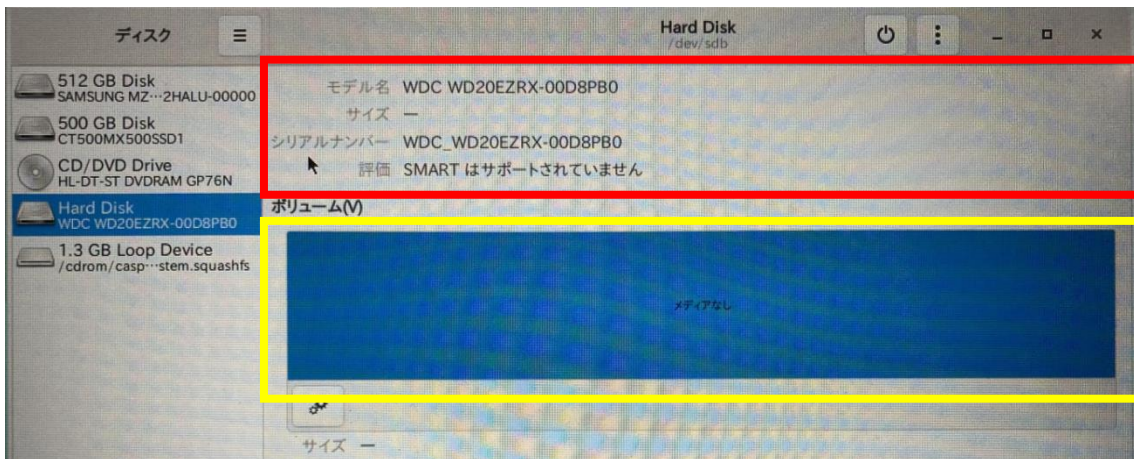 ディスク
Hard Disk
/dev/sdb
512 GB Disk
SAMSUNG MZ…2HALU-00000
500 GB Disk
CT500MX500SSD1
CD/DVD Drive
HL-DT-ST DVDRAM GP76N
Hard Disk
WDC WD20EZRX-00D8PB0
1.3 GB Loop Device
/cdrom/casp…stem.squashfs
モデル名 WDC WD20EZRX-00D8PB0
サイズ —
シリアルナンバー WDC_WD20EZRX-00D8PB0
評価 SMART はサポートされていません
ボリューム(V)
メディアなし
サイズ —